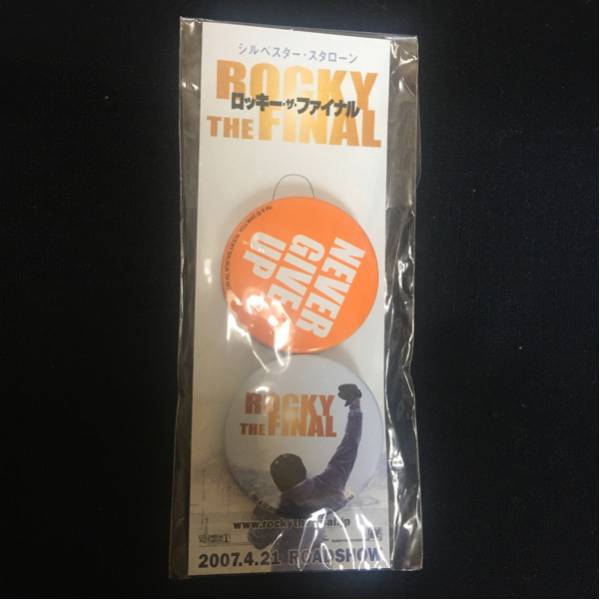 シルベスター・スタローン
ROCKY
ロッキー・ザ・ファイナル
THE FINAL
NEVER
GIVE
UP
ROCKY
THE FINAL
2007.4.21 ROADSHOW